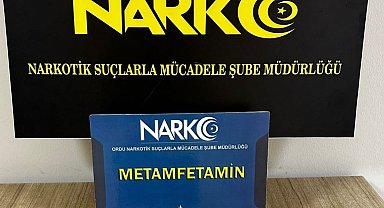 NARKO
NARKOTİK SUÇLARLA MÜCADELE ŞUBE MÜDÜRLÜĞÜ
NARKO
ORDU NARKOTİK SUÇLARLA MÜCADELE ŞUBE MÜDÜRLÜĞÜ
METAMFETAMİN